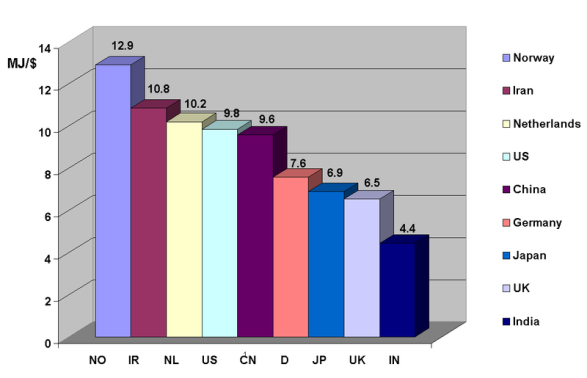 MJ/$
14
12
10
8
6
4
2
0
12.9
10.8
10.2
9.8
9.6
7.6
6.9
6.5
4.4
NO IR NL US CN D JP UK IN
Norway
Iran
Netherlands
US
China
Germany
Japan
UK
India